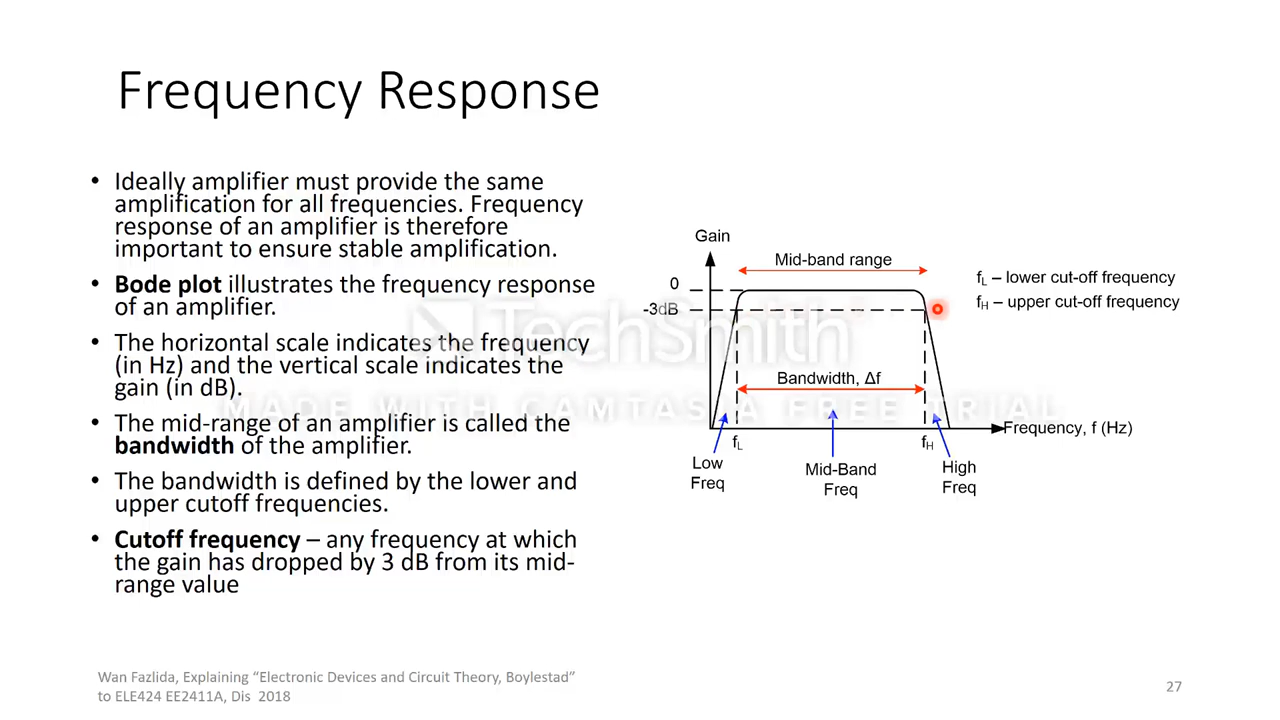 Frequency Response
• Ideally amplifier must provide the same
amplification for all frequencies. Frequency
response of an amplifier is therefore
important to ensure stable amplification.
• Bode plot illustrates the frequency response
of an amplifier.
• The horizontal scale indicates the frequency
(in Hz) and the vertical scale indicates the
gain (in dB).
• The mid-range of an amplifier is called the
bandwidth of the amplifier.
• The bandwidth is defined by the lower and
upper cutoff frequencies.
• Cutoff frequency – any frequency at which
the gain has dropped by 3 dB from its mid-
range value
Gain
Mid-band range
0
-3dB
fL – lower cut-off frequency
fH – upper cut-off frequency
Bandwidth, Δf
Frequency, f (Hz)
fL
fH
Low
Freq
Mid-Band
Freq
High
Freq
TechSmith
MADE WITH CAMTASIA FREE TRIAL
Wan Fazlida, Explaining “Electronic Devices and Circuit Theory, Boylestad”
to ELE424 EE2411A, Dis 2018
27